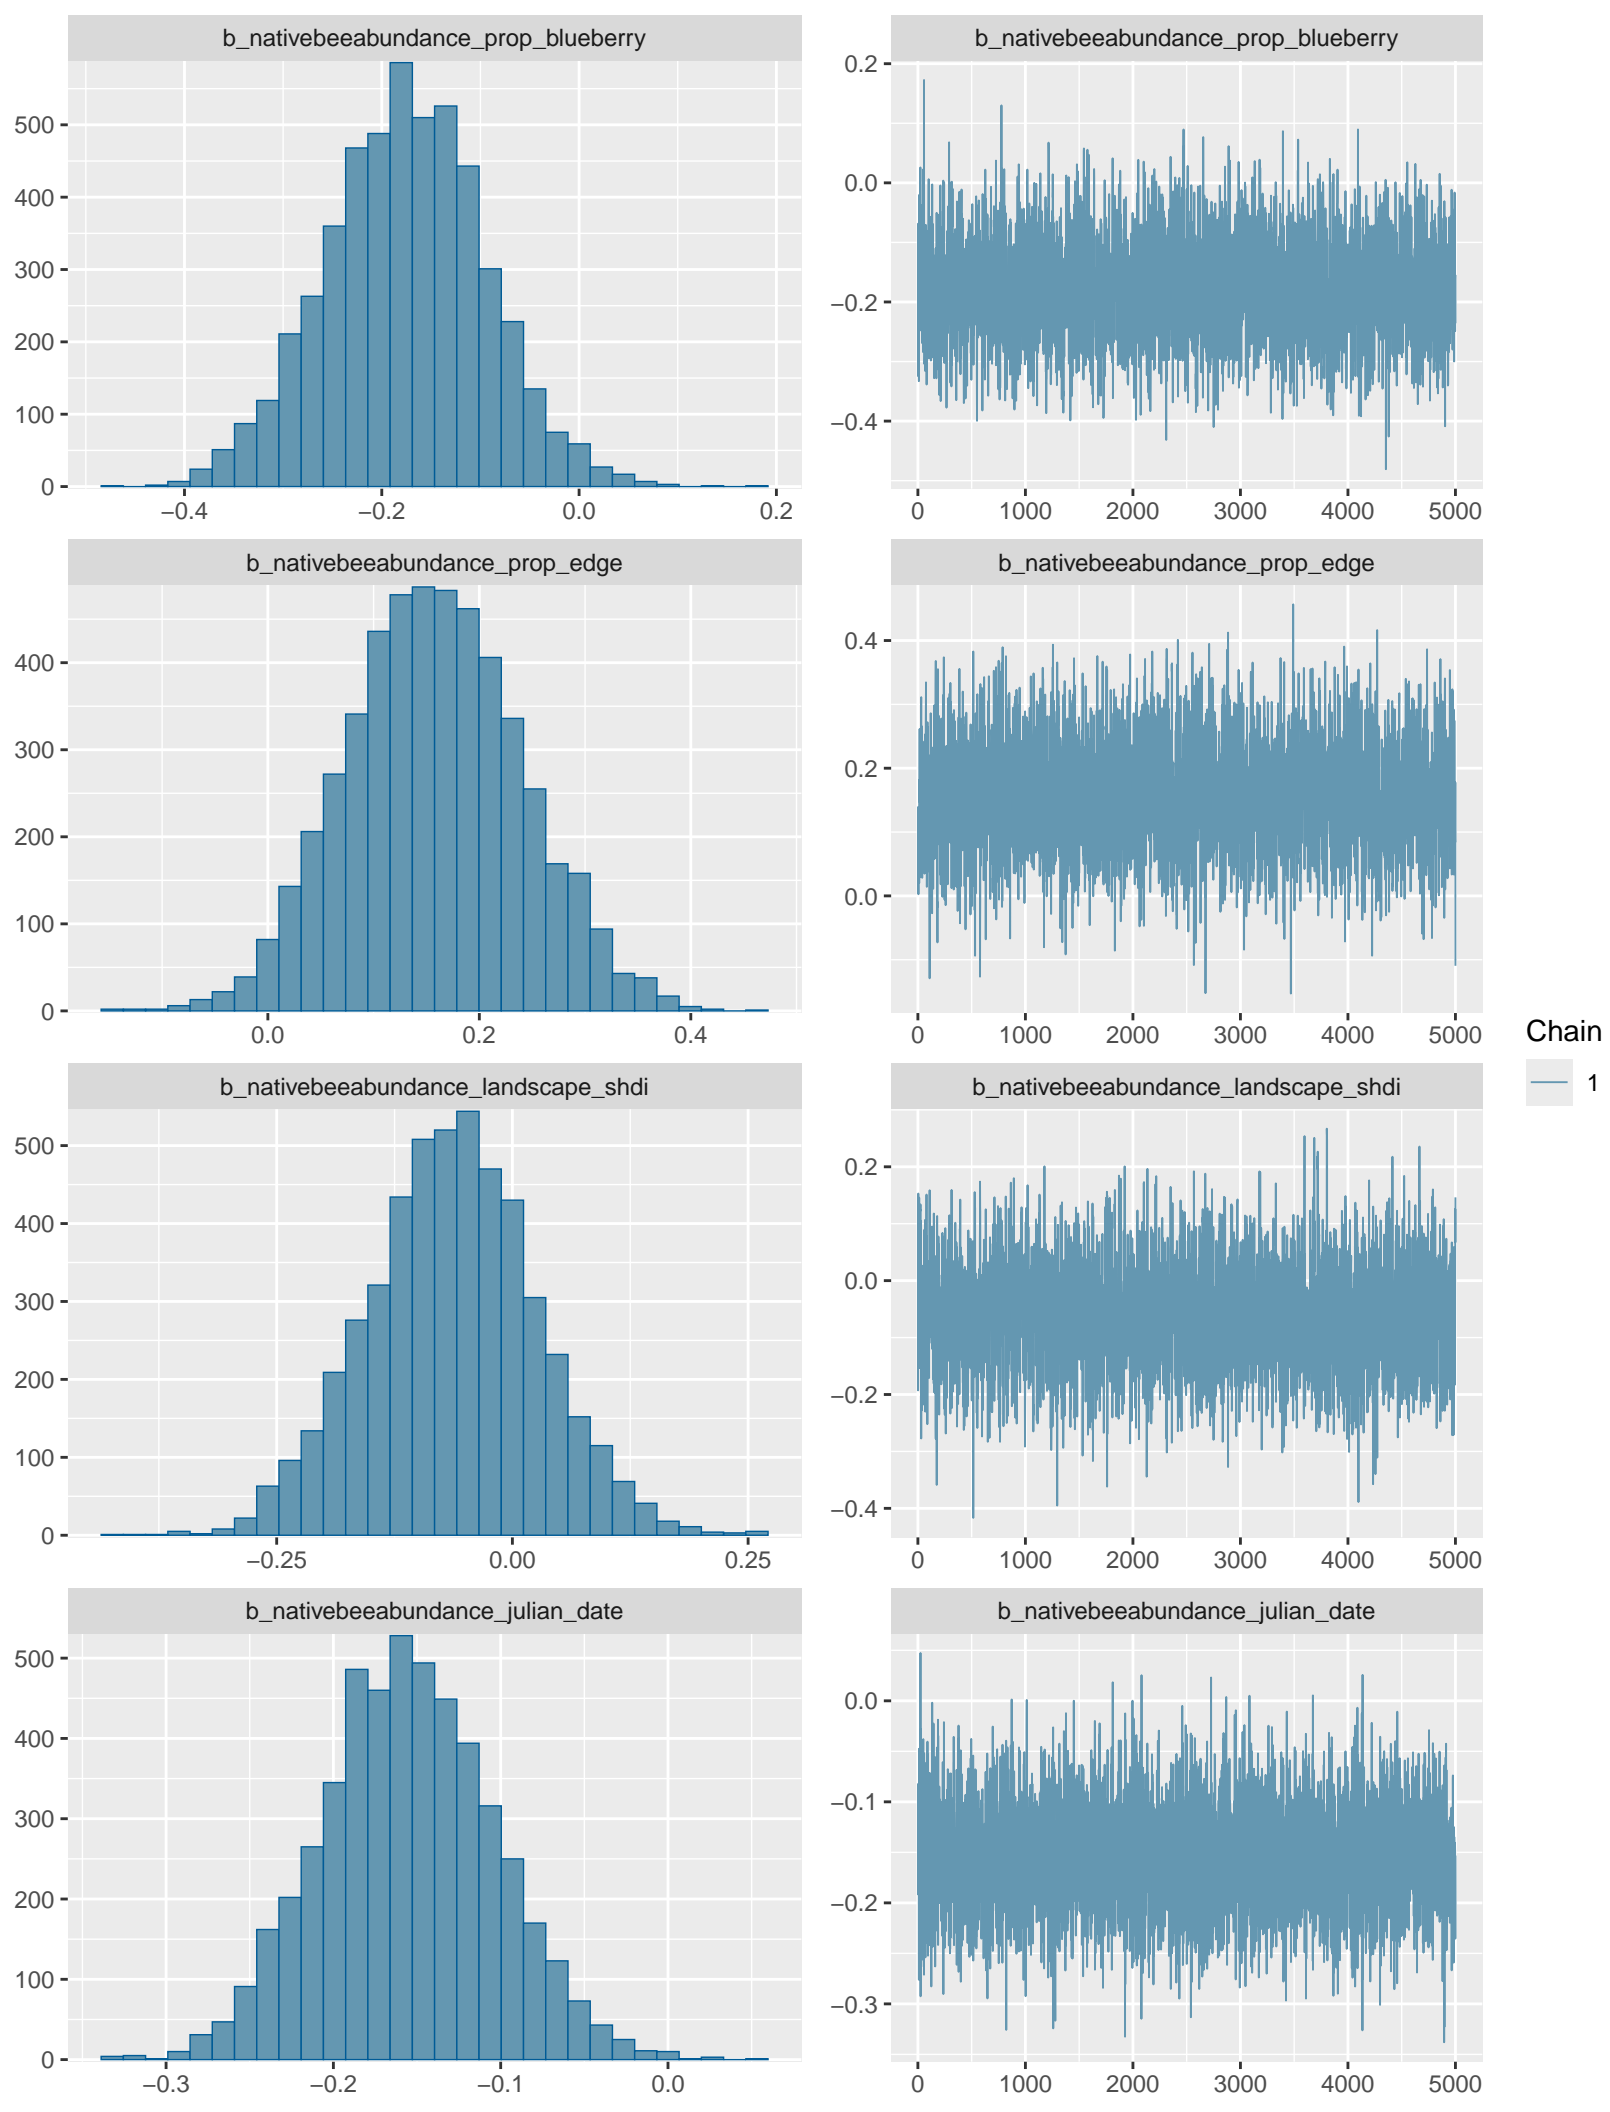 b_nativebeeabundance_prop_blueberry
500
400
300
200
100
0
−0.4 −0.2 0.0 0.2
b_nativebeeabundance_prop_blueberry
0.2
0.0
−0.2
−0.4
0 1000 2000 3000 4000 5000
b_nativebeeabundance_prop_edge
400
300
200
100
0
0.0 0.2 0.4
b_nativebeeabundance_prop_edge
0.4
0.2
0.0
0 1000 2000 3000 4000 5000
b_nativebeeabundance_landscape_shdi
500
400
300
200
100
0
−0.25 0.00 0.25
b_nativebeeabundance_landscape_shdi
0.2
0.0
−0.2
−0.4
0 1000 2000 3000 4000 5000
b_nativebeeabundance_julian_date
500
400
300
200
100
0
−0.3 −0.2 −0.1 0.0
b_nativebeeabundance_julian_date
0.0
−0.1
−0.2
−0.3
0 1000 2000 3000 4000 5000
Chain
1